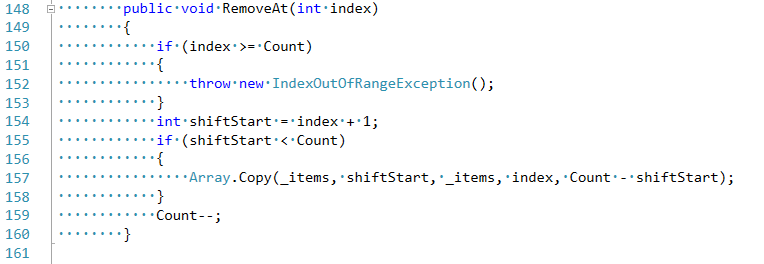 148 public void RemoveAt(int index)
149 {
150 if (index >= Count)
151 {
152 throw new IndexOutOfRangeException();
153 }
154 int shiftStart = index + 1;
155 if (shiftStart < Count)
156 {
157 Array.Copy(_items, shiftStart, _items, index, Count - shiftStart);
158 }
159 Count--;
160 }
161